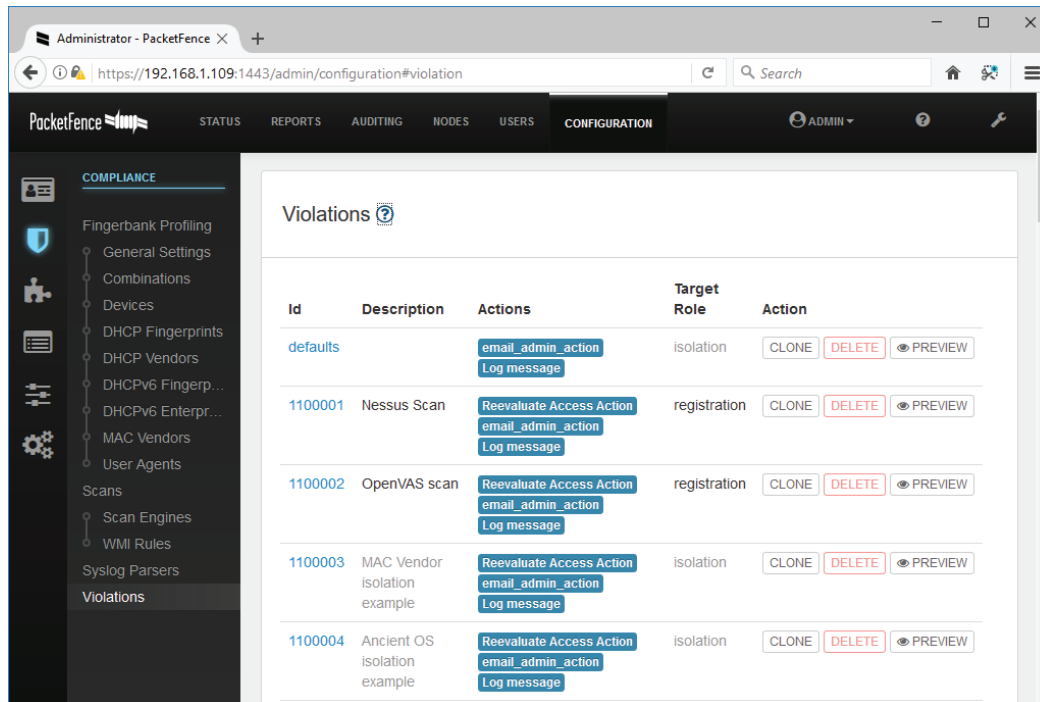 Administrator - PacketFence
https://192.168.1.109:1443/admin/configuration#violation
Search
PacketFence
STATUS REPORTS AUDITING NODES USERS CONFIGURATION ADMIN
COMPLIANCE
Fingerbank Profiling
General Settings
Combinations
Devices
DHCP Fingerprints
DHCP Vendors
DHCPv6 Fingerp...
DHCPv6 Enterpr...
MAC Vendors
User Agents
Scans
Scan Engines
WMI Rules
Syslog Parsers
Violations
Violations ?
Id Description Actions Target Role Action
defaults email_admin_action isolation CLONE DELETE PREVIEW
Log message
1100001 Nessus Scan Reevaluate Access Action registration CLONE DELETE PREVIEW
email_admin_action
Log message
1100002 OpenVAS scan Reevaluate Access Action registration CLONE DELETE PREVIEW
email_admin_action
Log message
1100003 MAC Vendor Reevaluate Access Action isolation CLONE DELETE PREVIEW
isolation email_admin_action
example Log message
1100004 Ancient OS Reevaluate Access Action isolation CLONE DELETE PREVIEW
isolation email_admin_action
example Log message